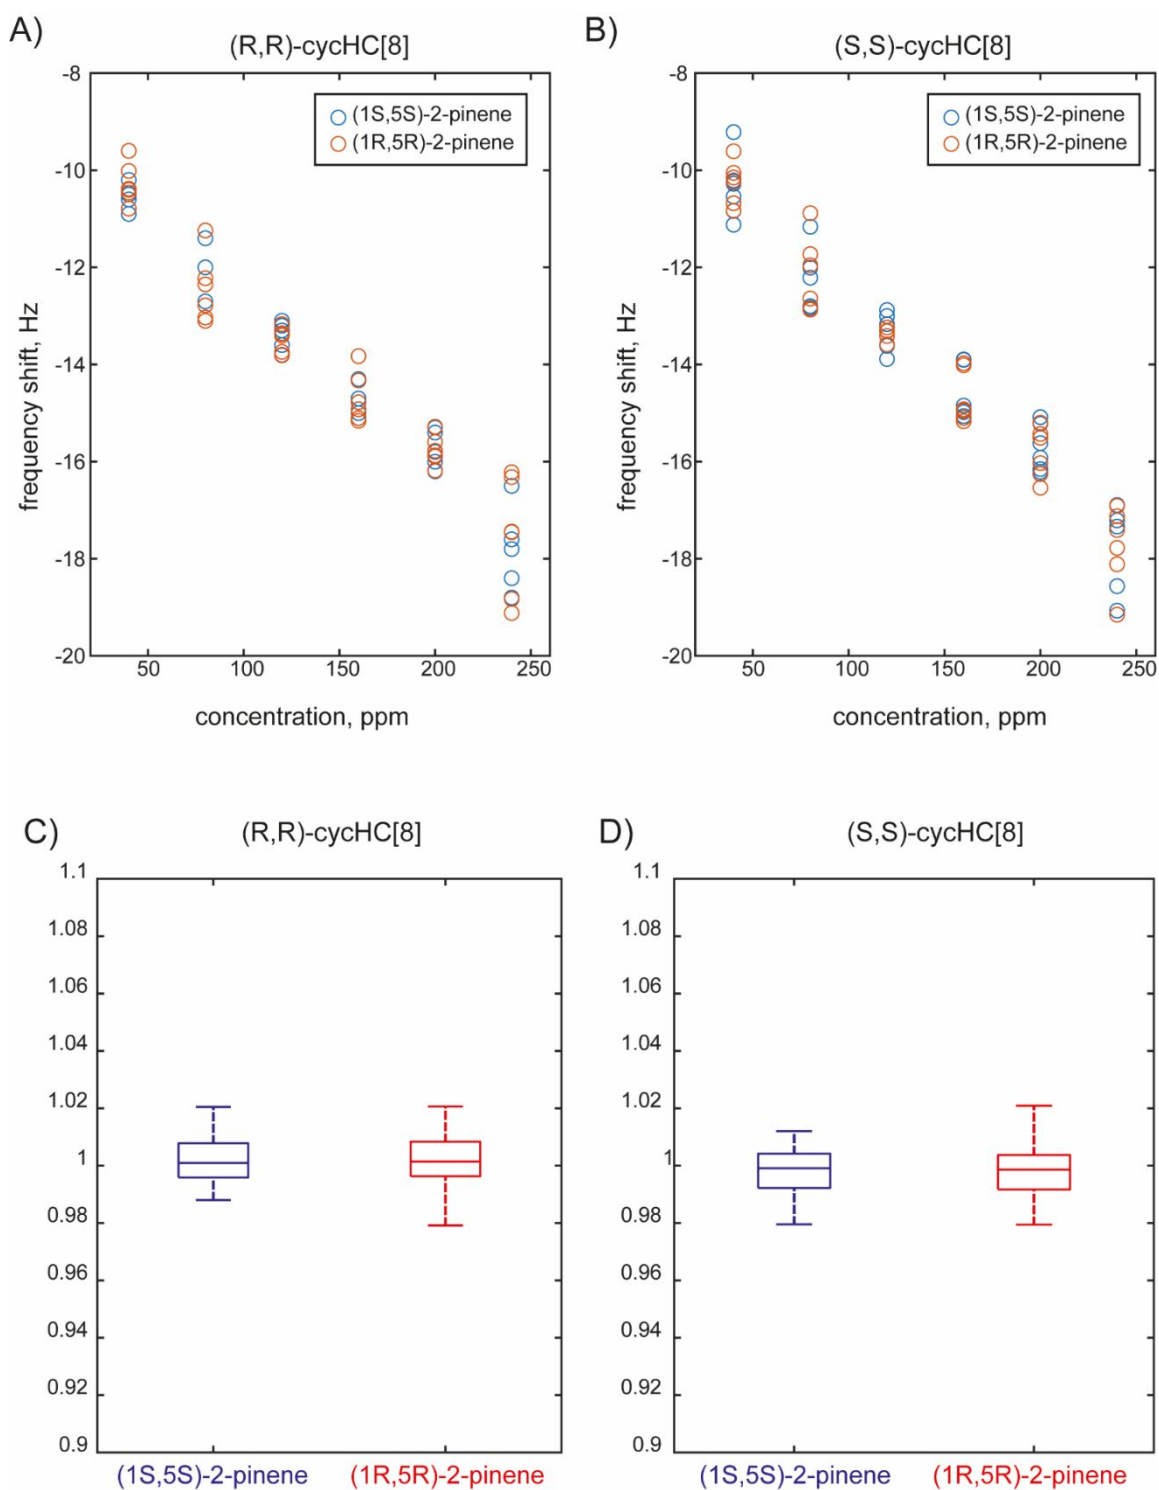 A)
(R,R)-cycHC[8]
-8
-10
-12
-14
-16
-18
-20
frequency shift, Hz
(1S,5S)-2-pinene
(1R,5R)-2-pinene
50
100
150
200
250
concentration, ppm
B)
(S,S)-cycHC[8]
-8
-10
-12
-14
-16
-18
-20
frequency shift, Hz
(1S,5S)-2-pinene
(1R,5R)-2-pinene
50
100
150
200
250
concentration, ppm
C)
(R,R)-cycHC[8]
1.1
1.08
1.06
1.04
1.02
1
0.98
0.96
0.94
0.92
0.9
(1S,5S)-2-pinene
(1R,5R)-2-pinene
D)
(S,S)-cycHC[8]
1.1
1.08
1.06
1.04
1.02
1
0.98
0.96
0.94
0.92
0.9
(1S,5S)-2-pinene
(1R,5R)-2-pinene